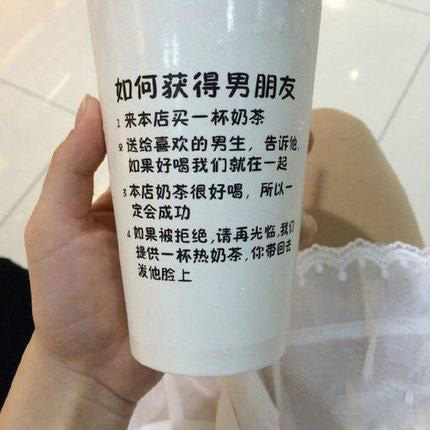 如何获得男朋友
1 来本店买一杯奶茶
2 送给喜欢的男生，告诉他,
如果好喝我们就在一起
3 本店奶茶很好喝，所以一
定会成功
4 如果被拒绝,请再光临,我们
提供一杯热奶茶,你带回去
泼他脸上